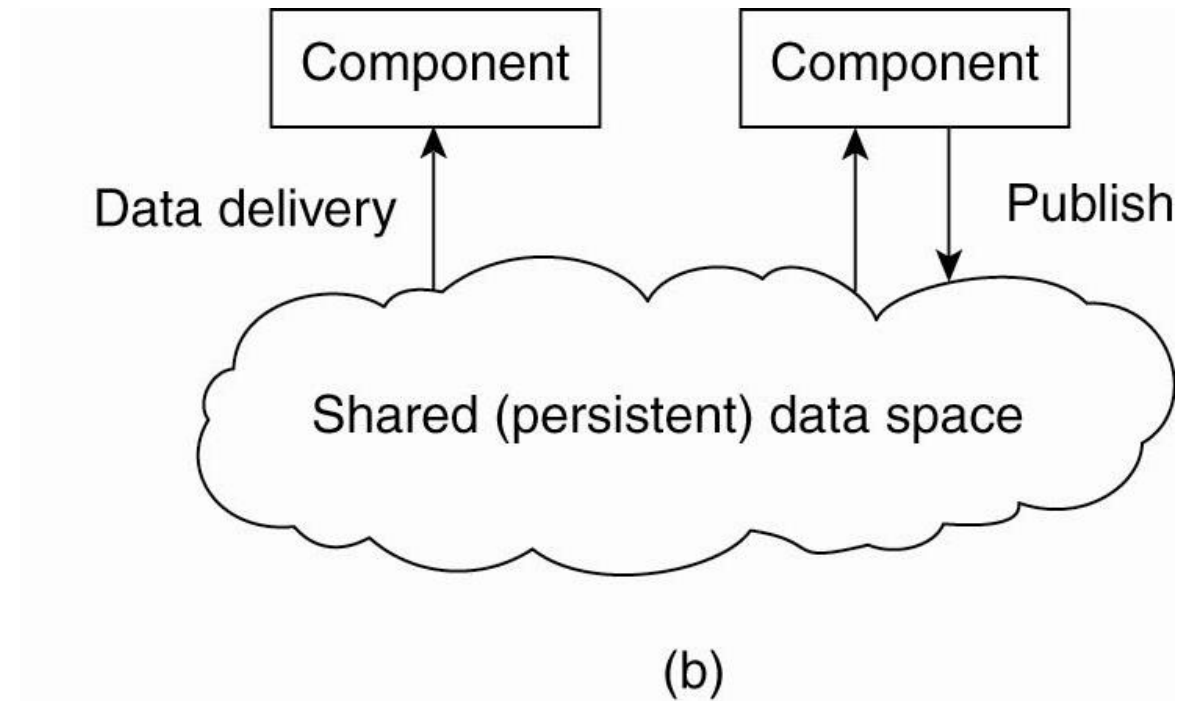 Component
Component
Data delivery
Publish
Shared (persistent) data space
(b)